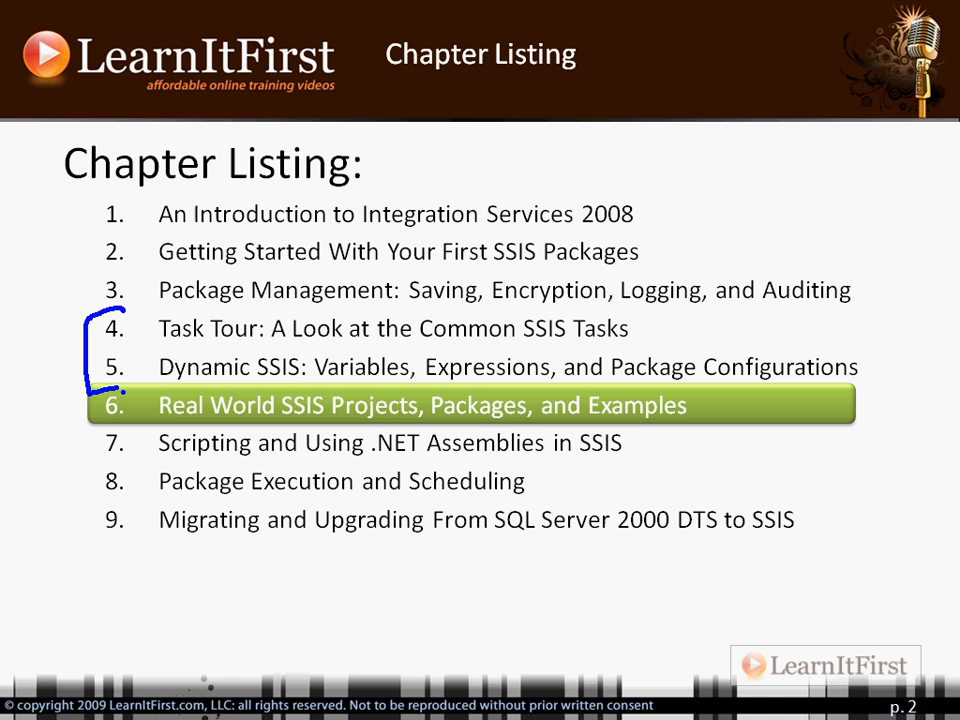 LearnItFirst
affordable online training videos
Chapter Listing
Chapter Listing:
1. An Introduction to Integration Services 2008
2. Getting Started With Your First SSIS Packages
3. Package Management: Saving, Encryption, Logging, and Auditing
4. Task Tour: A Look at the Common SSIS Tasks
5. Dynamic SSIS: Variables, Expressions, and Package Configurations
6. Real World SSIS Projects, Packages, and Examples
7. Scripting and Using .NET Assemblies in SSIS
8. Package Execution and Scheduling
9. Migrating and Upgrading From SQL Server 2000 DTS to SSIS
LearnItFirst
© copyright 2009 LearnItFirst.com, LLC: all rights reserved. Not to be reproduced without prior written consent
p. 2